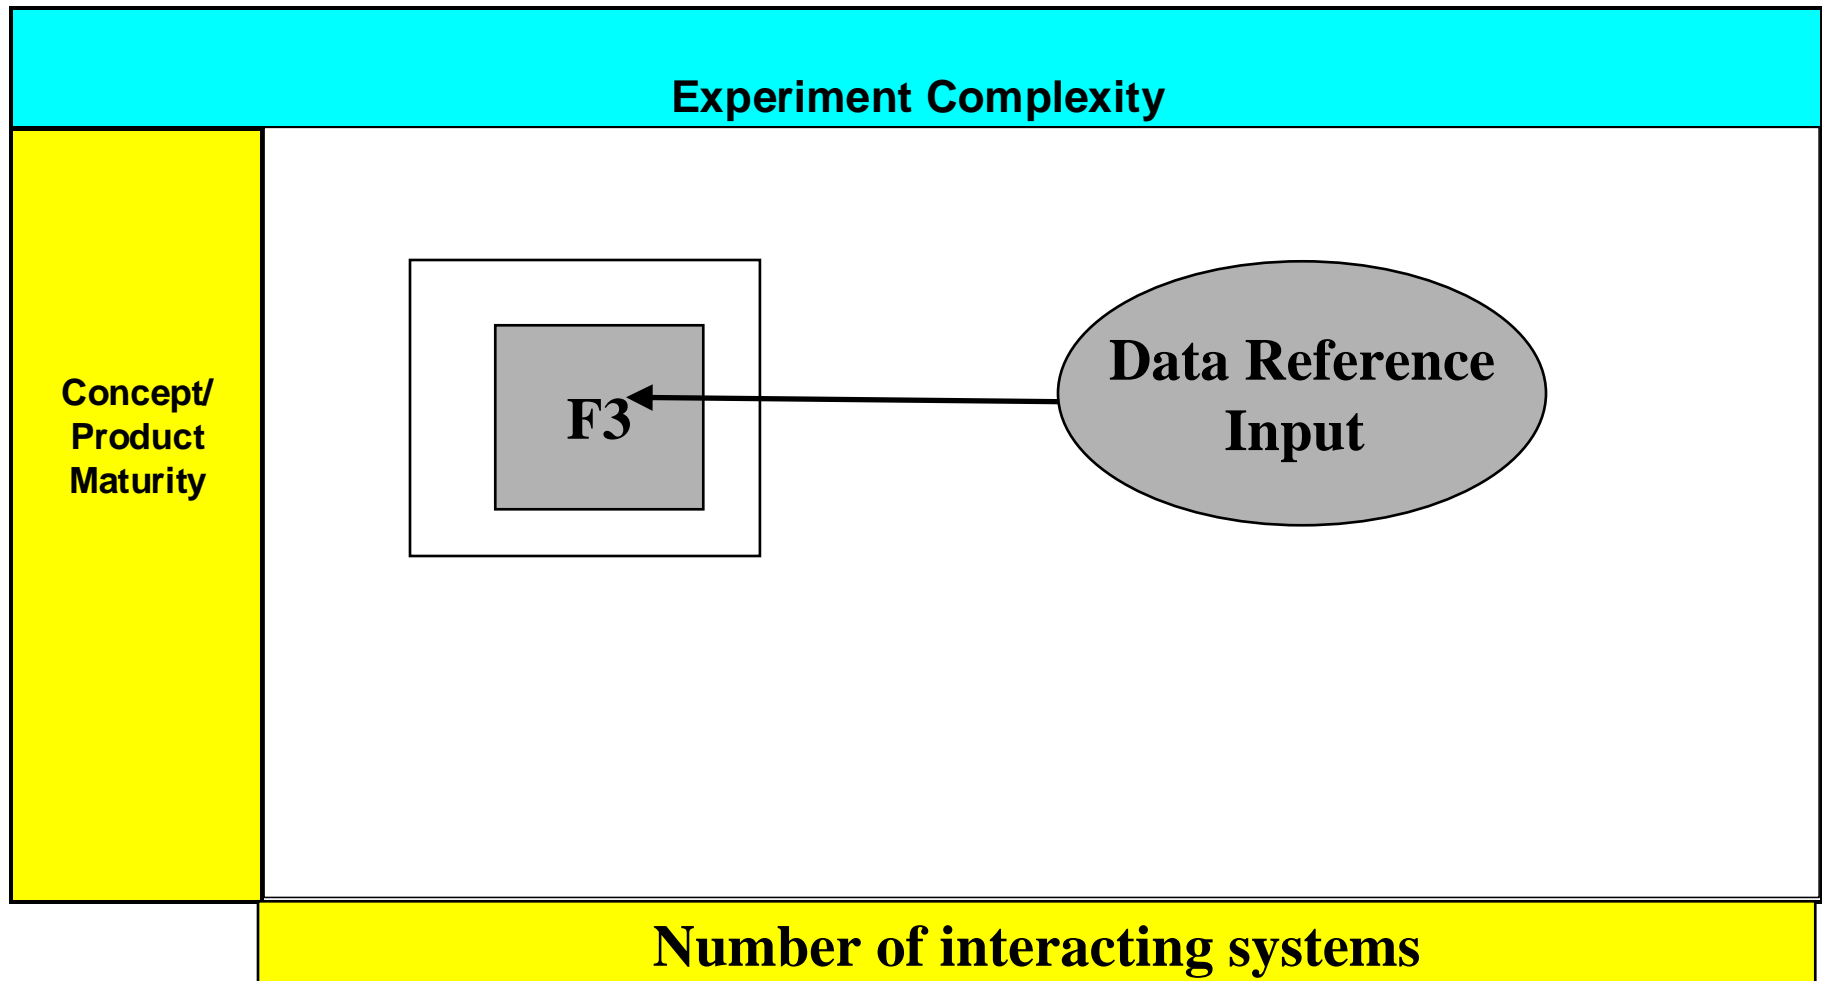 Experiment Complexity
Concept/
Product
Maturity
F3
Data Reference
Input
Number of interacting systems